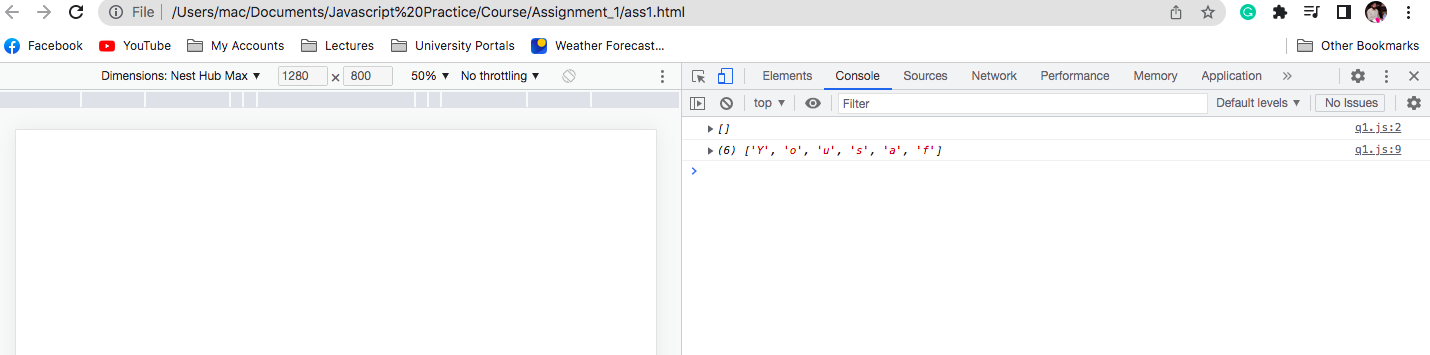 File /Users/mac/Documents/Javascript%20Practice/Course/Assignment_1/ass1.html
Facebook YouTube My Accounts Lectures University Portals Weather Forecast... Other Bookmarks
Dimensions: Nest Hub Max ▼ 1280 × 800 50% ▼ No throttling ▼
Elements Console Sources Network Performance Memory Application »
top ▼ Filter Default levels ▼ No Issues
▶ [] q1.js:2
▶ (6) ['Y', 'o', 'u', 's', 'a', 'f'] q1.js:9
>